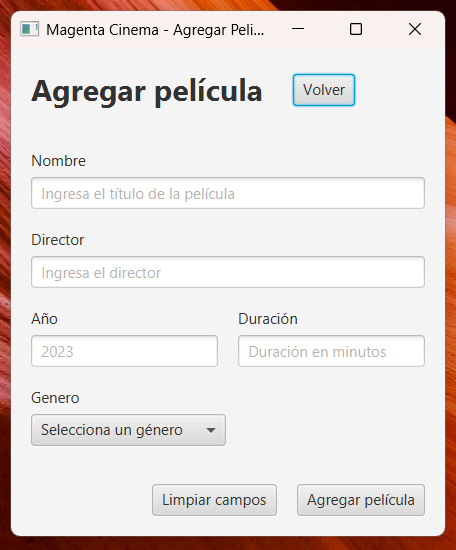 Magenta Cinema - Agregar Peli...
Agregar película
Volver
Nombre
Ingresa el título de la película
Director
Ingresa el director
Año
Duración
2023
Duración en minutos
Genero
Selecciona un género
Limpiar campos
Agregar película